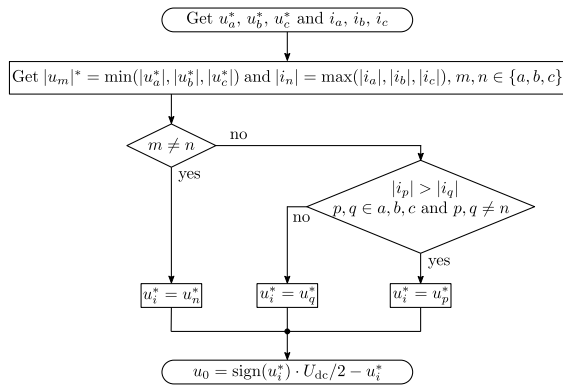 Get u_a^*, u_b^*, u_c^* and i_a, i_b, i_c
Get |u_m|^* = min(|u_a^*|, |u_b^*|, |u_c^*|) and |i_n| = max(|i_a|, |i_b|, |i_c|), m, n ∈ {a, b, c}
m ≠ n
no
yes
|i_p| > |i_q|
p, q ∈ a, b, c and p, q ≠ n
no
yes
u_i^* = u_n^*
u_i^* = u_q^*
u_i^* = u_p^*
u_0 = sign(u_i^*) · U_dc/2 − u_i^*